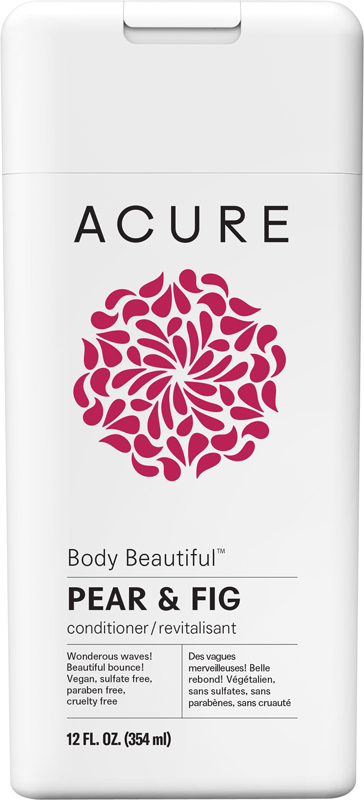 ACURE
Body Beautiful™
PEAR & FIG
conditioner/revitalisant
Wonderous waves!
Beautiful bounce!
Vegan, sulfate free,
paraben free,
cruelty free
Des vagues
merveilleuses! Belle
rebond! Végétalien,
sans sulfates, sans
parabènes, sans cruauté
12 FL. OZ. (354 ml)